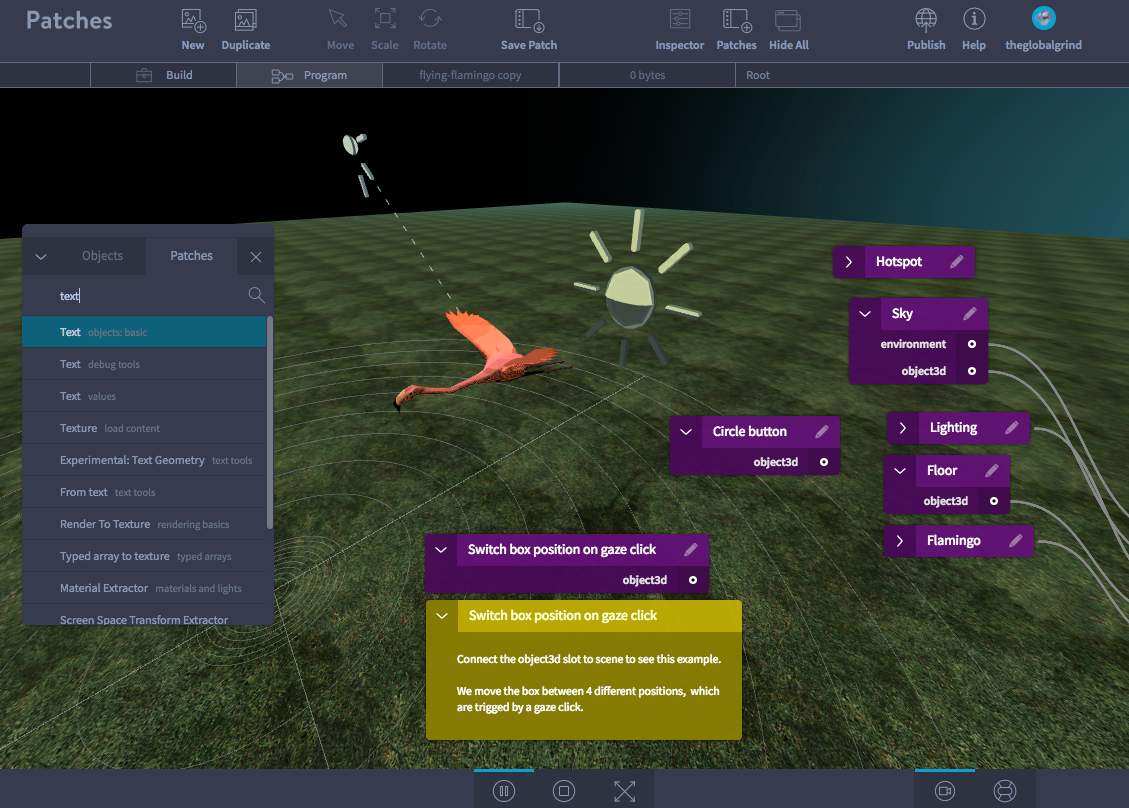 Patches
New
Duplicate
Move
Scale
Rotate
Save Patch
Inspector
Patches
Hide All
Publish
Help
theglobalgrind
Build
Program
flying-flamingo copy
0 bytes
Root
Objects
Patches
text
Text objects: basic
Text debug tools
Text values
Texture load content
Experimental: Text Geometry text tools
From text text tools
Render To Texture rendering basics
Typed array to texture typed arrays
Material Extractor materials and lights
Screen Space Transform Extractor
Hotspot
Sky
environment
object3d
Circle button
object3d
Lighting
Floor
object3d
Flamingo
Switch box position on gaze click
object3d
Switch box position on gaze click
Connect the object3d slot to scene to see this example.
We move the box between 4 different positions, which
are trigged by a gaze click.